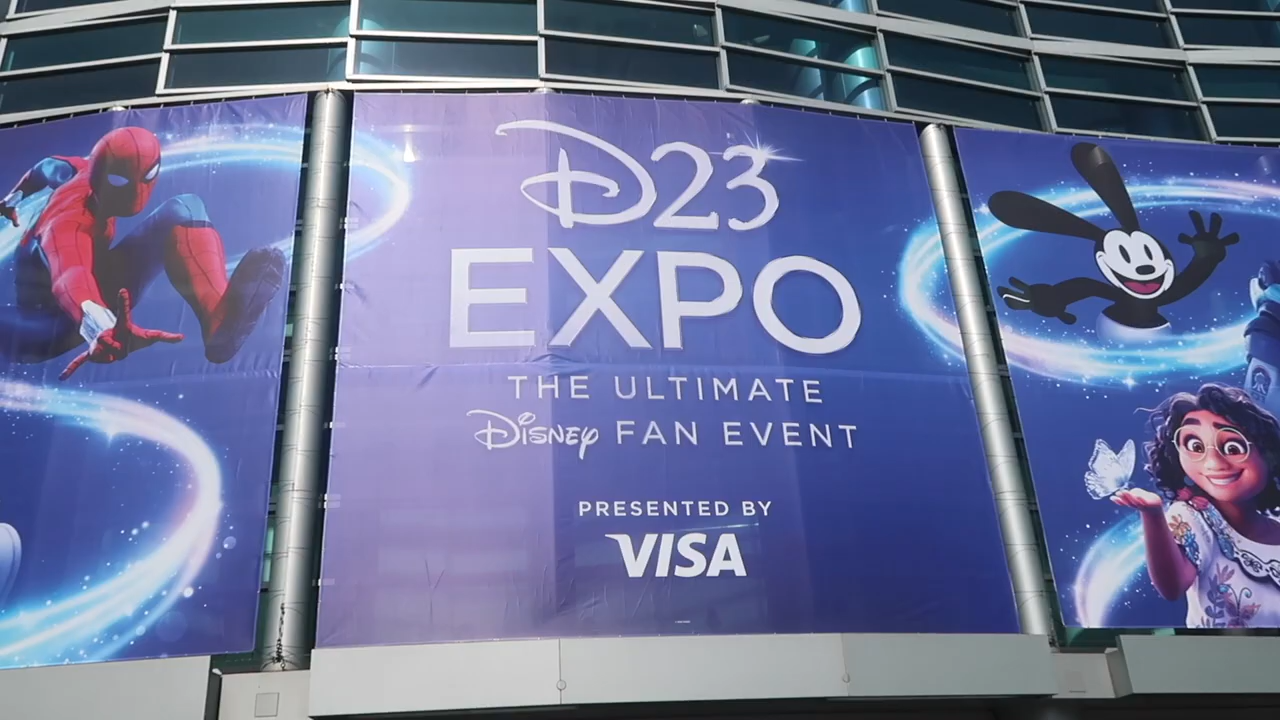 D23
EXPO
THE ULTIMATE
Disney FAN EVENT
PRESENTED BY
VISA